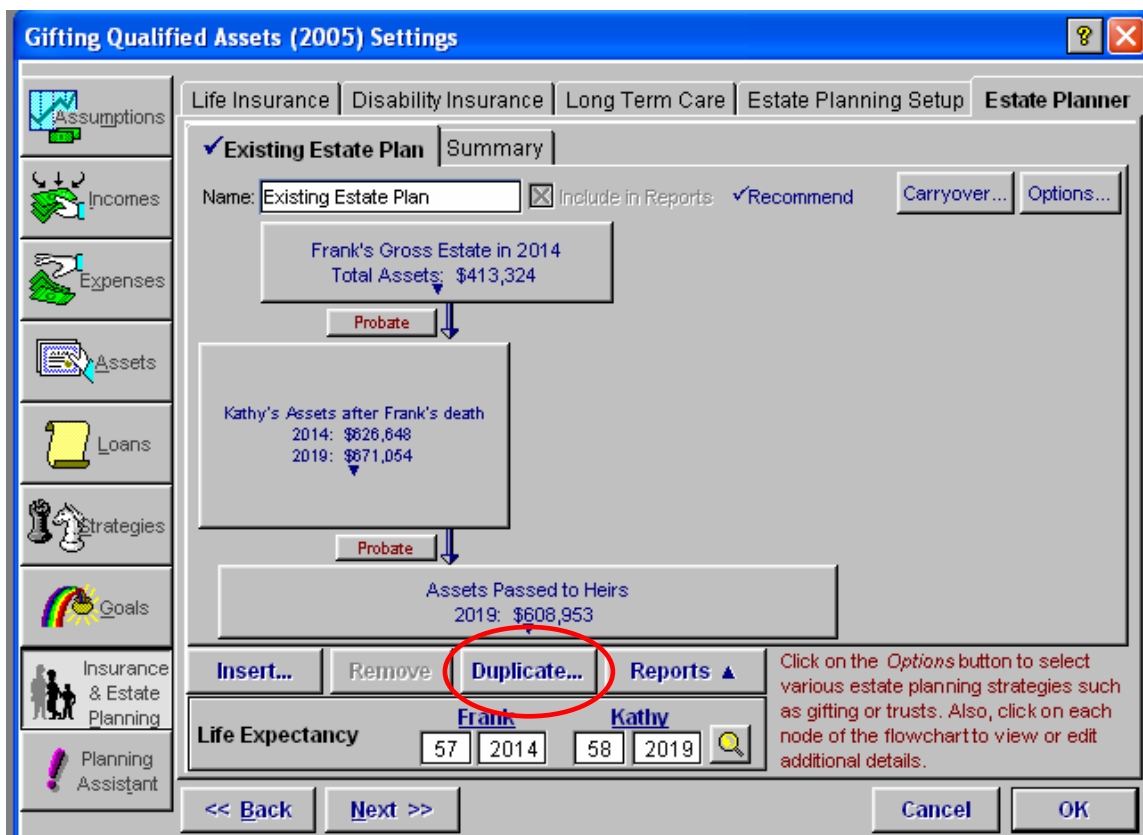 Gifting Qualified Assets (2005) Settings
?
Assumptions
Incomes
Expenses
Assets
Loans
Strategies
Goals
Insurance
& Estate
Planning
Planning
Assistant
Life Insurance
Disability Insurance
Long Term Care
Estate Planning Setup
Estate Planner
Existing Estate Plan
Summary
Name: Existing Estate Plan
Include in Reports
Recommend
Carryover...
Options...
Frank's Gross Estate in 2014
Total Assets: $413,324
Probate
Kathy's Assets after Frank's death
2014: $626,648
2019: $671,054
Probate
Assets Passed to Heirs
2019: $608,953
Insert...
Remove
Duplicate...
Reports ▲
Life Expectancy
Frank
57 2014
Kathy
58 2019
Click on the Options button to select
various estate planning strategies such
as gifting or trusts. Also, click on each
node of the flowchart to view or edit
additional details.
<< Back
Next >>
Cancel
OK